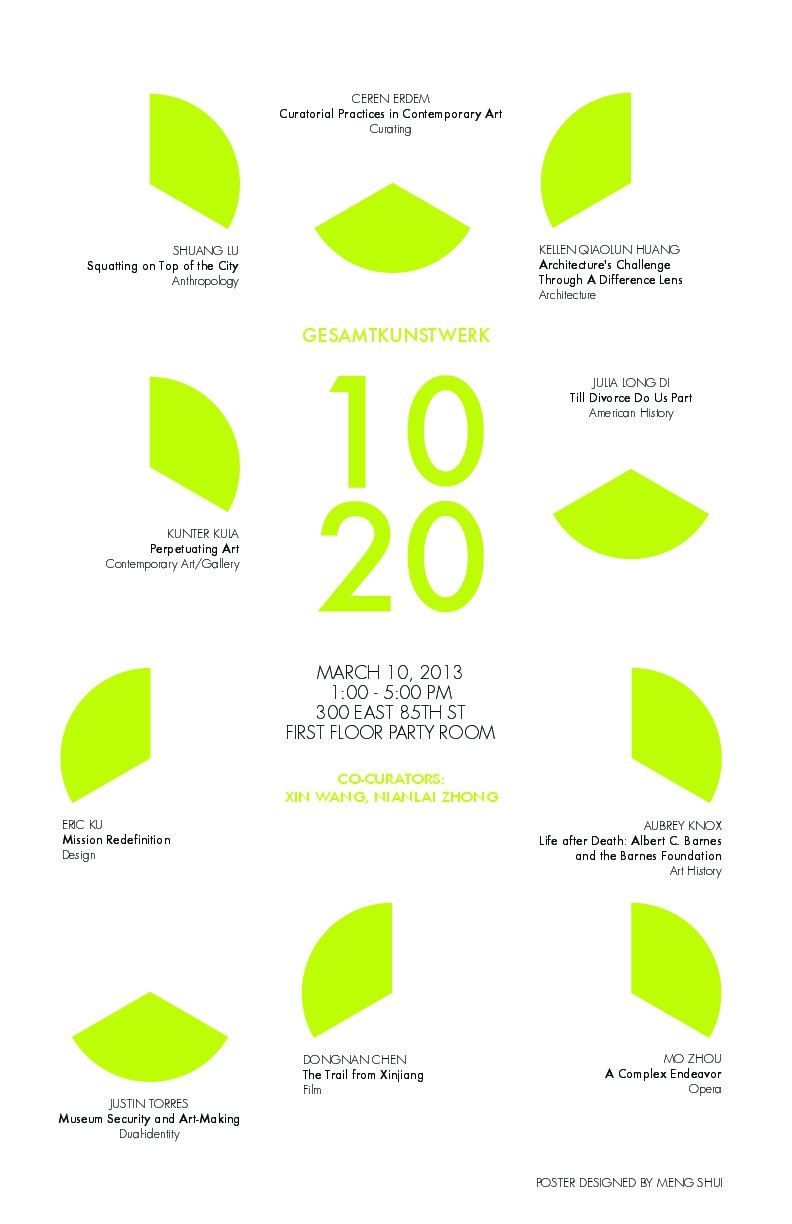 CEREN ERDEM
Curatorial Practices in Contemporary Art
Curating
SHUANG LU
Squatting on Top of the City
Anthropology
KELLEN QIAOLUN HUANG
Architecture's Challenge
Through A Difference Lens
Architecture
GESAMTKUNSTWERK
10
20
JULIA LONG DI
Till Divorce Do Us Part
American History
KUNTER KULA
Perpetuating Art
Contemporary Art/Gallery
MARCH 10, 2013
1:00 - 5:00 PM
300 EAST 85TH ST
FIRST FLOOR PARTY ROOM
CO-CURATORS:
XIN WANG, NIANLAI ZHONG
ERIC KU
Mission Redefinition
Design
AUBREY KNOX
Life after Death: Albert C. Barnes
and the Barnes Foundation
Art History
DONGNAN CHEN
The Trail from Xinjiang
Film
MO ZHOU
A Complex Endeavor
Opera
JUSTIN TORRES
Museum Security and Art-Making
Dual-identity
POSTER DESIGNED BY MENG SHUI